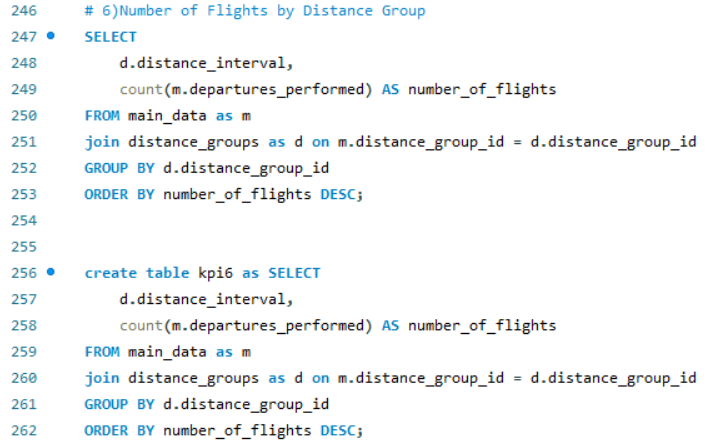 246 # 6)Number of Flights by Distance Group
247 SELECT
248 d.distance_interval,
249 count(m.departures_performed) AS number_of_flights
250 FROM main_data as m
251 join distance_groups as d on m.distance_group_id = d.distance_group_id
252 GROUP BY d.distance_group_id
253 ORDER BY number_of_flights DESC;
254
255
256 create table kpi6 as SELECT
257 d.distance_interval,
258 count(m.departures_performed) AS number_of_flights
259 FROM main_data as m
260 join distance_groups as d on m.distance_group_id = d.distance_group_id
261 GROUP BY d.distance_group_id
262 ORDER BY number_of_flights DESC;